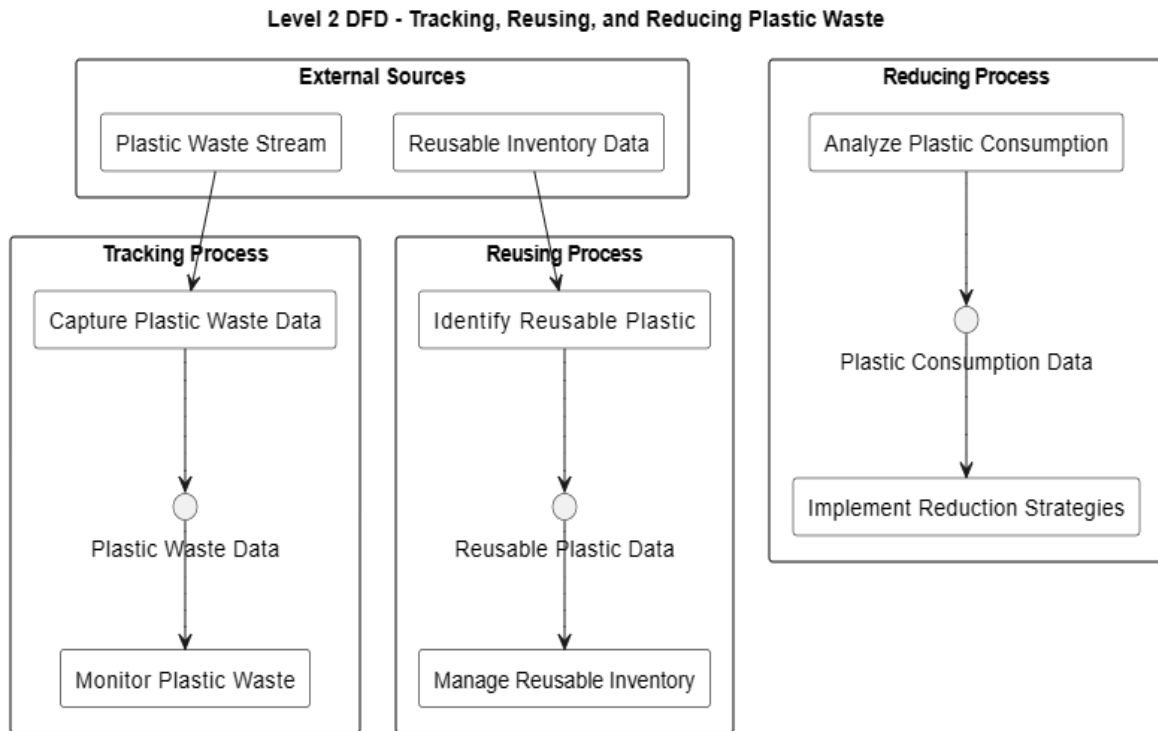 Level 2 DFD - Tracking, Reusing, and Reducing Plastic Waste
External Sources
Plastic Waste Stream
Reusable Inventory Data
Reducing Process
Analyze Plastic Consumption
Plastic Consumption Data
Implement Reduction Strategies
Tracking Process
Capture Plastic Waste Data
Plastic Waste Data
Monitor Plastic Waste
Reusing Process
Identify Reusable Plastic
Reusable Plastic Data
Manage Reusable Inventory